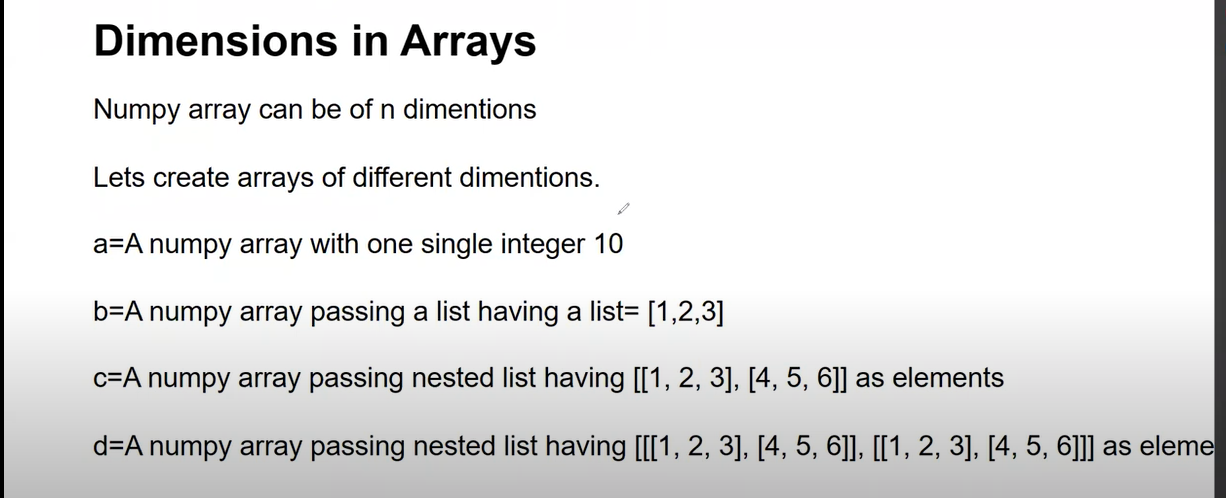 Dimensions in Arrays
Numpy array can be of n dimentions
Lets create arrays of different dimentions.
a=A numpy array with one single integer 10
b=A numpy array passing a list having a list= [1,2,3]
c=A numpy array passing nested list having [[1, 2, 3], [4, 5, 6]] as elements
d=A numpy array passing nested list having [[[1, 2, 3], [4, 5, 6]], [[1, 2, 3], [4, 5, 6]]] as eleme